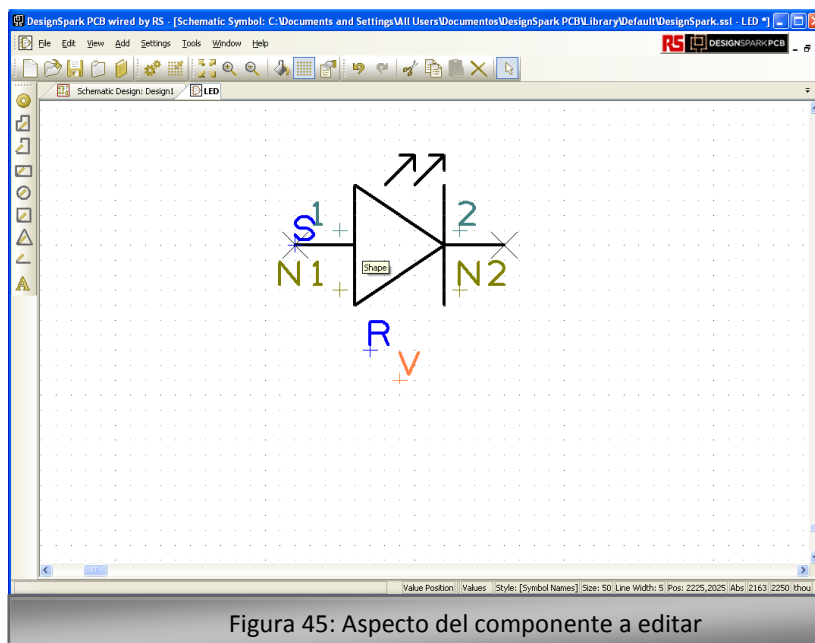 DesignSpark PCB wired by RS - [Schematic Symbol: C:\Documents and Settings\All Users\Documentos\DesignSpark PCB\Library\Default\DesignSpark.ssl - LED *]
File Edit View Add Settings Tools Window Help
RS DESIGNSPARKPCB
Schematic Design: Design1 LED
1 2
S
N1 N2
Shape
R
V
Value Position Values Style: [Symbol Names] Size: 50 Line Width: 5 Pos: 2225,2025 Abs 2163 2250 thou
Figura 45: Aspecto del componente a editar